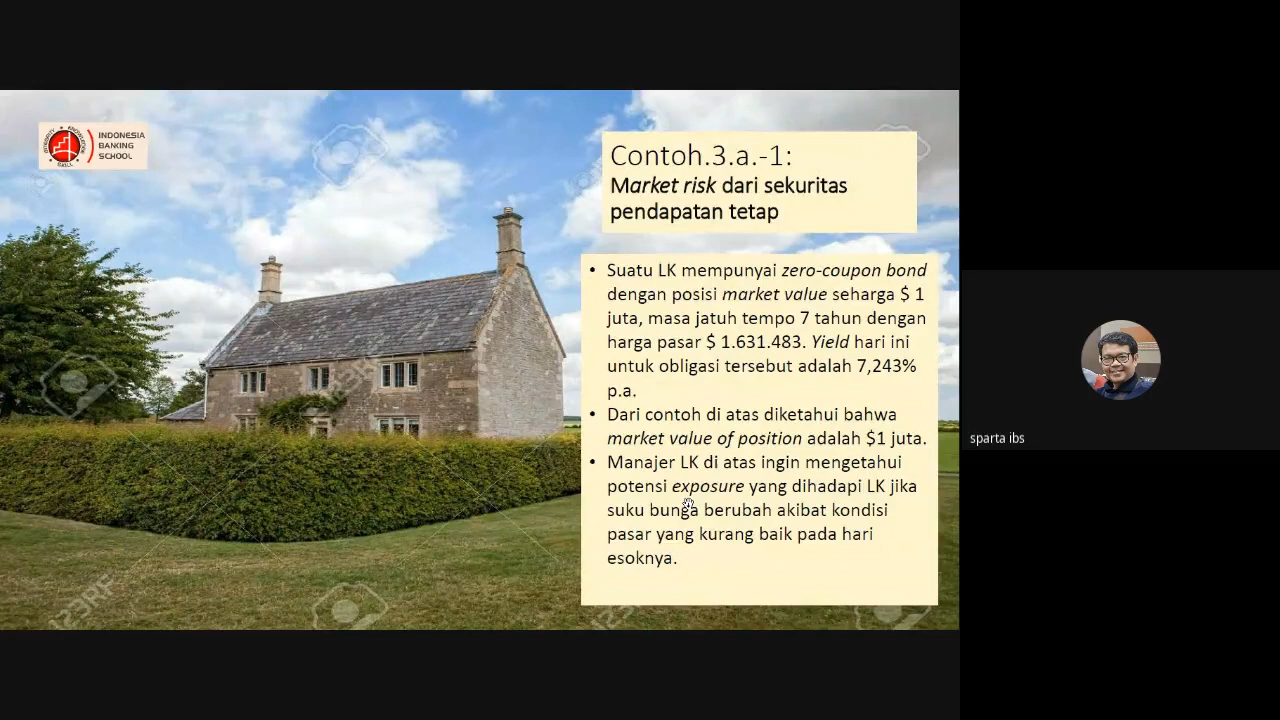 INDONESIA
BANKING
SCHOOL
Contoh.3.a.-1:
Market risk dari sekuritas
pendapatan tetap
• Suatu LK mempunyai zero-coupon bond
dengan posisi market value seharga $ 1
juta, masa jatuh tempo 7 tahun dengan
harga pasar $ 1.631.483. Yield hari ini
untuk obligasi tersebut adalah 7,243%
p.a.
• Dari contoh di atas diketahui bahwa
market value of position adalah $1 juta.
• Manajer LK di atas ingin mengetahui
potensi exposure yang dihadapi LK jika
suku bunga berubah akibat kondisi
pasar yang kurang baik pada hari
esoknya.
sparta ibs
123RF
123RF